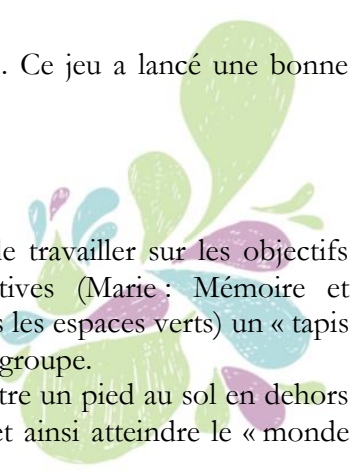 . Ce jeu a lancé une bonne
de travailler sur les objectifs
tives (Marie : Mémoire et
s les espaces verts) un « tapis
groupe.
tre un pied au sol en dehors
et ainsi atteindre le « monde